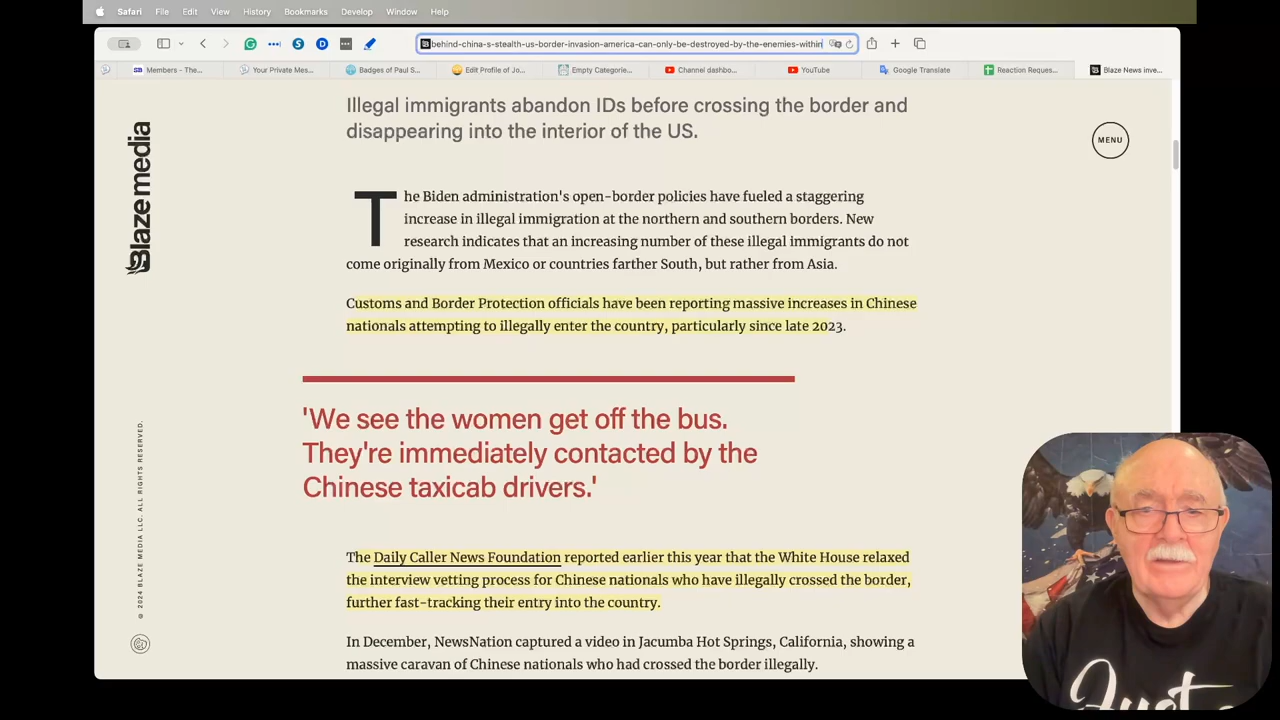 Safari File Edit View History Bookmarks Develop Window Help
behind-china-s-stealth-us-border-invasion-america-can-only-be-destroyed-by-the-enemies-within
Members - The... Your Private Mes... Badges of Paul S... Edit Profile of Jo... Empty Categorie... Channel dashbo... YouTube Google Translate Reaction Reques... Blaze News inve...
Illegal immigrants abandon IDs before crossing the border and
disappearing into the interior of the US.
Blaze media
MENU
The Biden administration's open-border policies have fueled a staggering
increase in illegal immigration at the northern and southern borders. New
research indicates that an increasing number of these illegal immigrants do not
come originally from Mexico or countries farther South, but rather from Asia.
Customs and Border Protection officials have been reporting massive increases in Chinese
nationals attempting to illegally enter the country, particularly since late 2023.
'We see the women get off the bus.
They're immediately contacted by the
Chinese taxicab drivers.'
The Daily Caller News Foundation reported earlier this year that the White House relaxed
the interview vetting process for Chinese nationals who have illegally crossed the border,
further fast-tracking their entry into the country.
In December, NewsNation captured a video in Jacumba Hot Springs, California, showing a
massive caravan of Chinese nationals who had crossed the border illegally.
© 2024 BLAZE MEDIA LLC. ALL RIGHTS RESERVED.